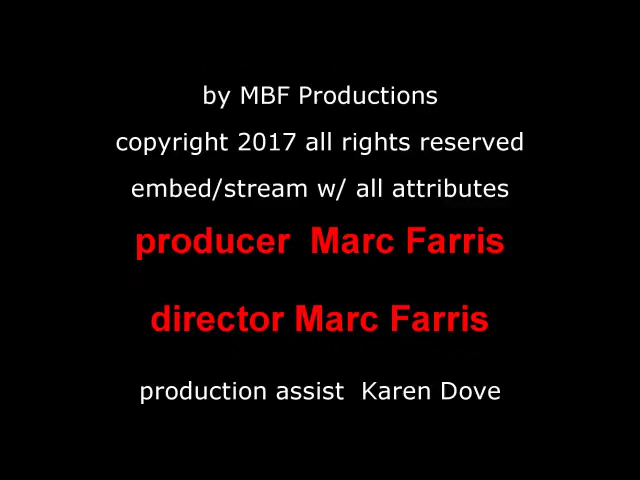 by MBF Productions
copyright 2017 all rights reserved
embed/stream w/ all attributes
producer  Marc Farris
director Marc Farris
production assist  Karen Dove